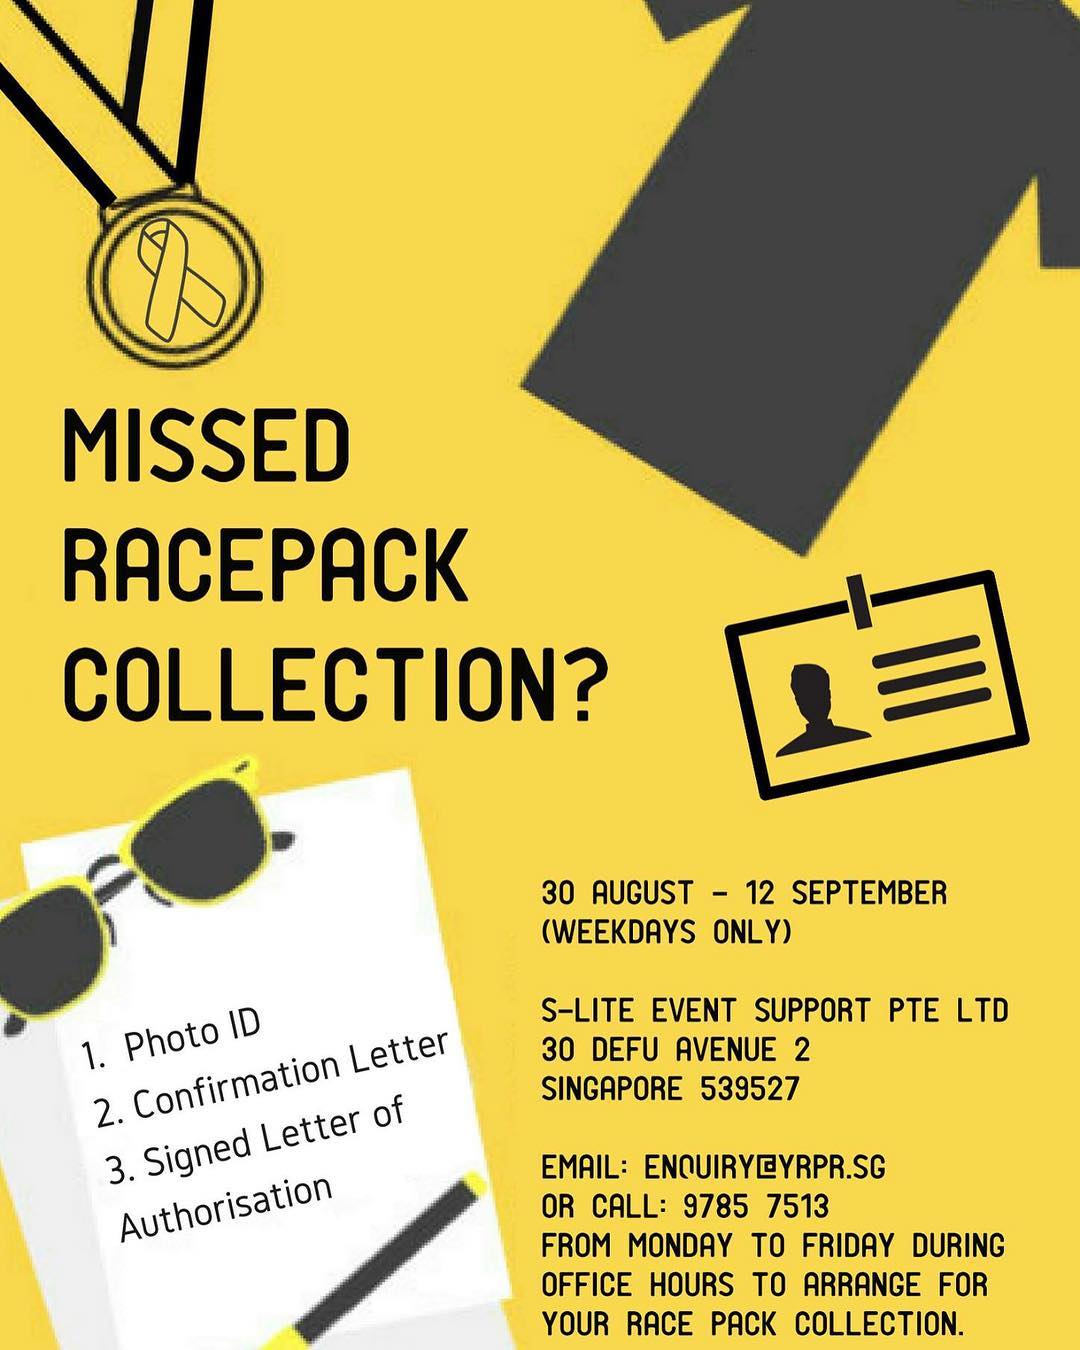 MISSED
RACEPACK
COLLECTION?
1. Photo ID
2. Confirmation Letter
3. Signed Letter of
Authorisation
30 AUGUST - 12 SEPTEMBER
(WEEKDAYS ONLY)
S-LITE EVENT SUPPORT PTE LTD
30 DEFU AVENUE 2
SINGAPORE 539527
EMAIL: ENQUIRY@YRPR.SG
OR CALL: 9785 7513
FROM MONDAY TO FRIDAY DURING
OFFICE HOURS TO ARRANGE FOR
YOUR RACE PACK COLLECTION.